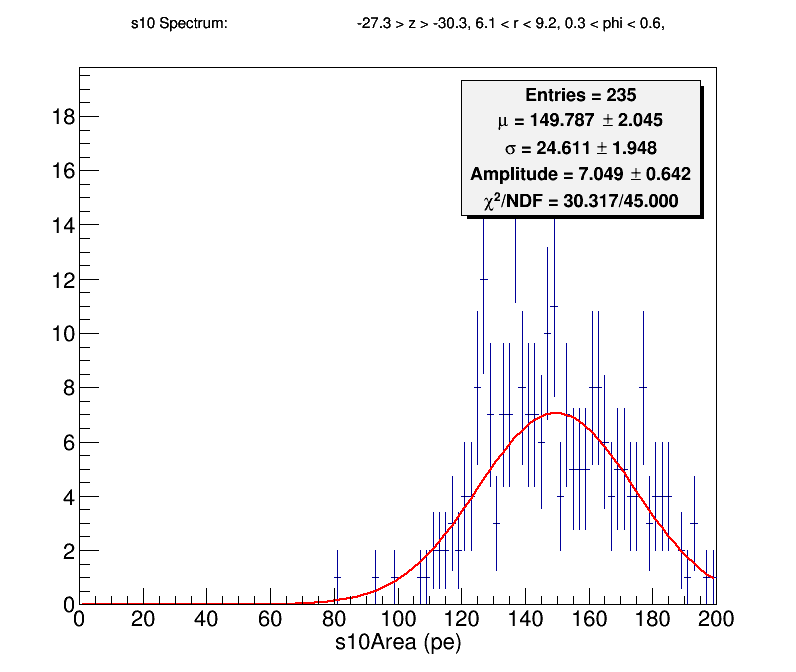 s10 Spectrum: -27.3 > z > -30.3, 6.1 < r < 9.2, 0.3 < phi < 0.6,
Entries = 235
μ = 149.787 ± 2.045
σ = 24.611 ± 1.948
Amplitude = 7.049 ± 0.642
χ²/NDF = 30.317/45.000
18
16
14
12
10
8
6
4
2
0
0 20 40 60 80 100 120 140 160 180 200
s10Area (pe)